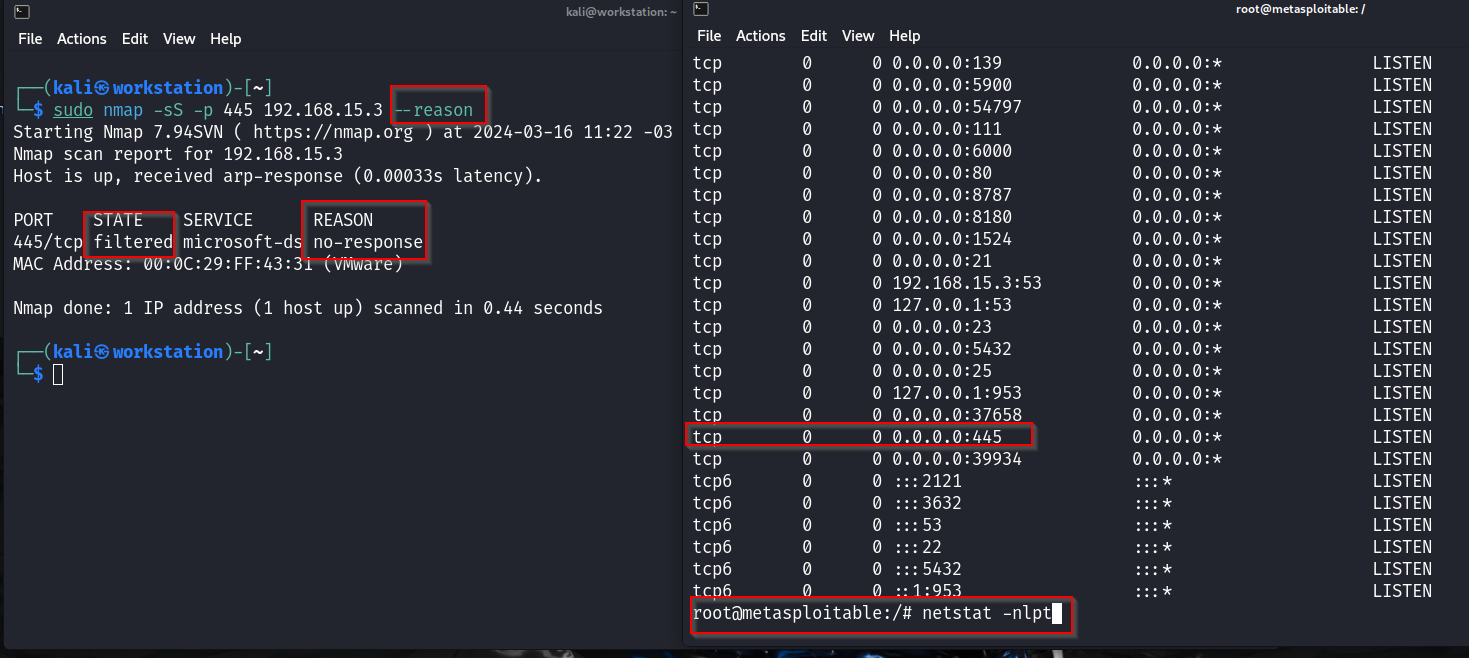 kali@workstation: ~
File Actions Edit View Help
┌──(kali㉿workstation)-[~]
└─$ sudo nmap -sS -p 445 192.168.15.3 --reason
Starting Nmap 7.94SVN ( https://nmap.org ) at 2024-03-16 11:22 -03
Nmap scan report for 192.168.15.3
Host is up, received arp-response (0.00033s latency).
PORT STATE SERVICE REASON
445/tcp filtered microsoft-ds no-response
MAC Address: 00:0C:29:FF:43:31 (VMware)
Nmap done: 1 IP address (1 host up) scanned in 0.44 seconds
┌──(kali㉿workstation)-[~]
└─$
root@metasploitable: /
File Actions Edit View Help
tcp 0 0 0.0.0.0:139 0.0.0.0:* LISTEN
tcp 0 0 0.0.0.0:5900 0.0.0.0:* LISTEN
tcp 0 0 0.0.0.0:54797 0.0.0.0:* LISTEN
tcp 0 0 0.0.0.0:111 0.0.0.0:* LISTEN
tcp 0 0 0.0.0.0:6000 0.0.0.0:* LISTEN
tcp 0 0 0.0.0.0:80 0.0.0.0:* LISTEN
tcp 0 0 0.0.0.0:8787 0.0.0.0:* LISTEN
tcp 0 0 0.0.0.0:8180 0.0.0.0:* LISTEN
tcp 0 0 0.0.0.0:1524 0.0.0.0:* LISTEN
tcp 0 0 0.0.0.0:21 0.0.0.0:* LISTEN
tcp 0 0 192.168.15.3:53 0.0.0.0:* LISTEN
tcp 0 0 127.0.0.1:53 0.0.0.0:* LISTEN
tcp 0 0 0.0.0.0:23 0.0.0.0:* LISTEN
tcp 0 0 0.0.0.0:5432 0.0.0.0:* LISTEN
tcp 0 0 0.0.0.0:25 0.0.0.0:* LISTEN
tcp 0 0 127.0.0.1:953 0.0.0.0:* LISTEN
tcp 0 0 0.0.0.0:37658 0.0.0.0:* LISTEN
tcp 0 0 0.0.0.0:445 0.0.0.0:* LISTEN
tcp 0 0 0.0.0.0:39934 0.0.0.0:* LISTEN
tcp6 0 0 :::2121 :::* LISTEN
tcp6 0 0 :::3632 :::* LISTEN
tcp6 0 0 :::53 :::* LISTEN
tcp6 0 0 :::22 :::* LISTEN
tcp6 0 0 :::5432 :::* LISTEN
tcp6 0 0 ::1:953 :::* LISTEN
root@metasploitable:/# netstat -nlpt